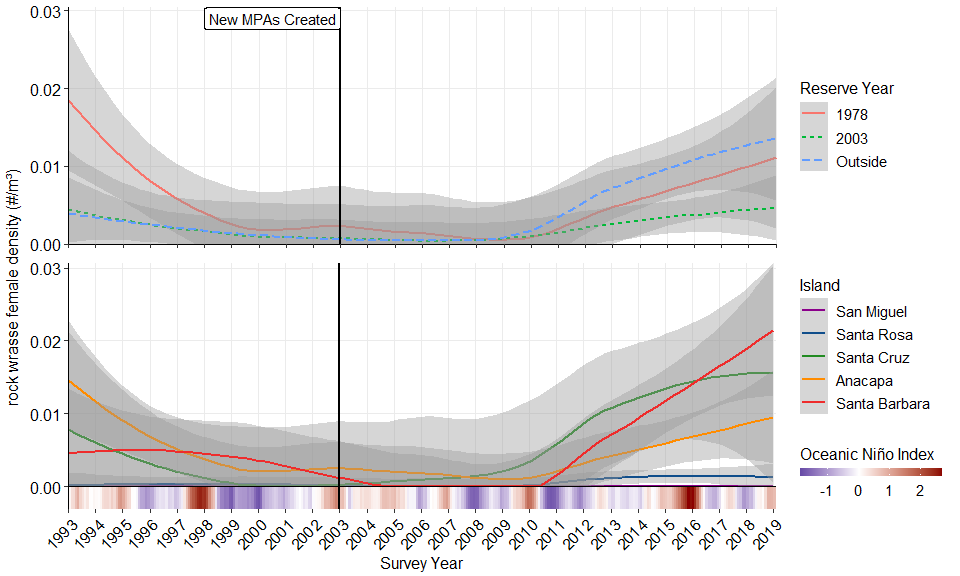 New MPAs Created
rock wrasse female density (#/m³)
0.03
0.02
0.01
0.00
Reserve Year
1978
2003
Outside
0.03
0.02
0.01
0.00
Island
San Miguel
Santa Rosa
Santa Cruz
Anacapa
Santa Barbara
Oceanic Niño Index
-1 0 1 2
1993 1994 1995 1996 1997 1998 1999 2000 2001 2002 2003 2004 2005 2006 2007 2008 2009 2010 2011 2012 2013 2014 2015 2016 2017 2018 2019
Survey Year